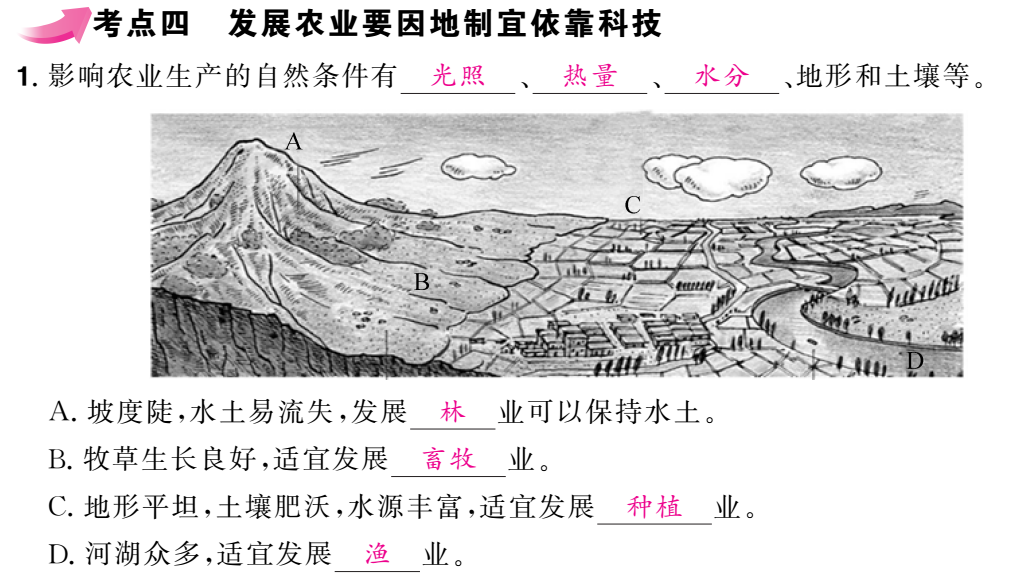 考点四 发展农业要因地制宜依靠科技
1. 影响农业生产的自然条件有 光照 、 热量 、 水分 、地形和土壤等。
A
C
B
D
A. 坡度陡,水土易流失,发展 林 业可以保持水土。
B. 牧草生长良好,适宜发展 畜牧 业。
C. 地形平坦,土壤肥沃,水源丰富,适宜发展 种植 业。
D. 河湖众多,适宜发展 渔 业。